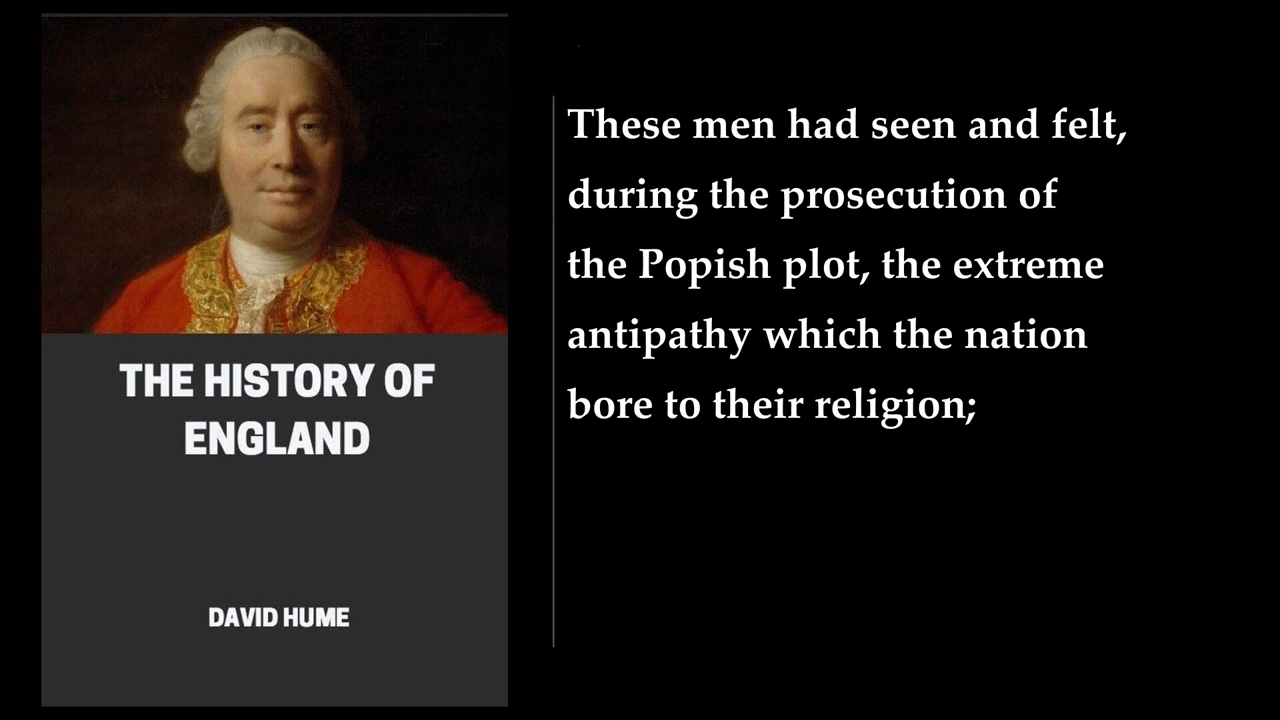 THE HISTORY OF
ENGLAND
DAVID HUME
These men had seen and felt,
during the prosecution of
the Popish plot, the extreme
antipathy which the nation
bore to their religion;